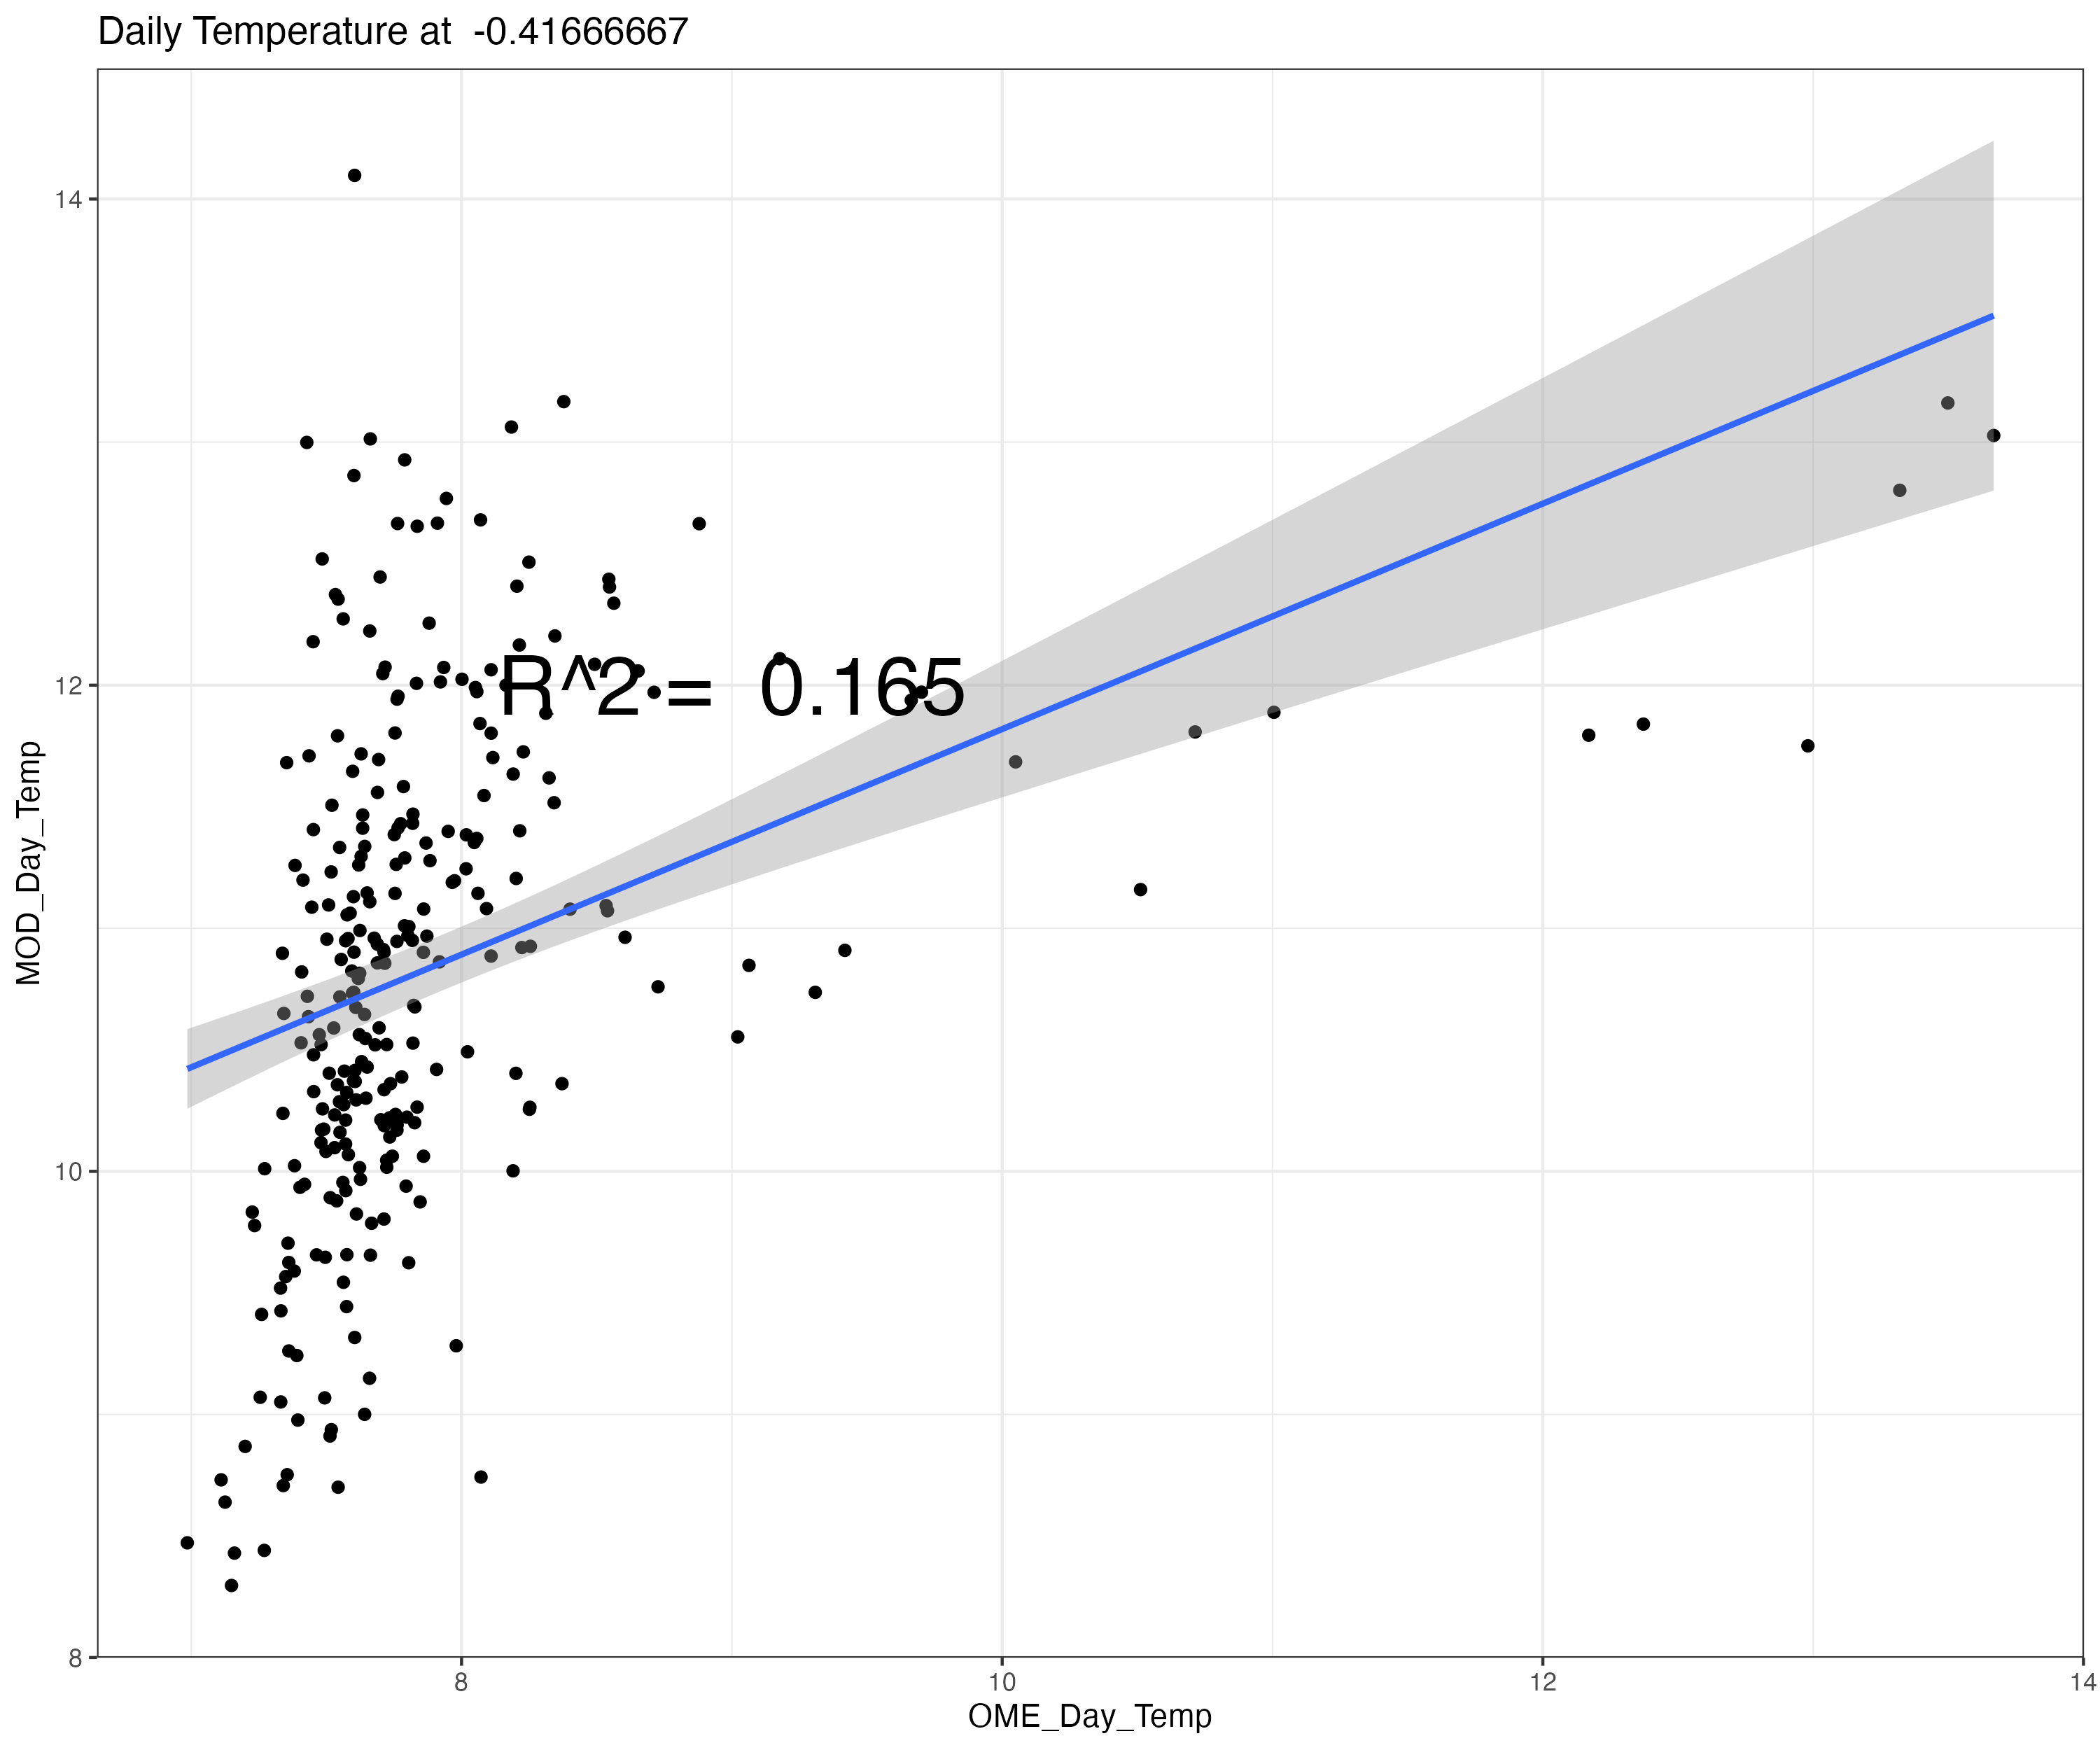 Daily Temperature at  -0.41666667
14
12
10
8
MOD_Day_Temp
R^2 =  0.165
8
10
12
14
OME_Day_Temp